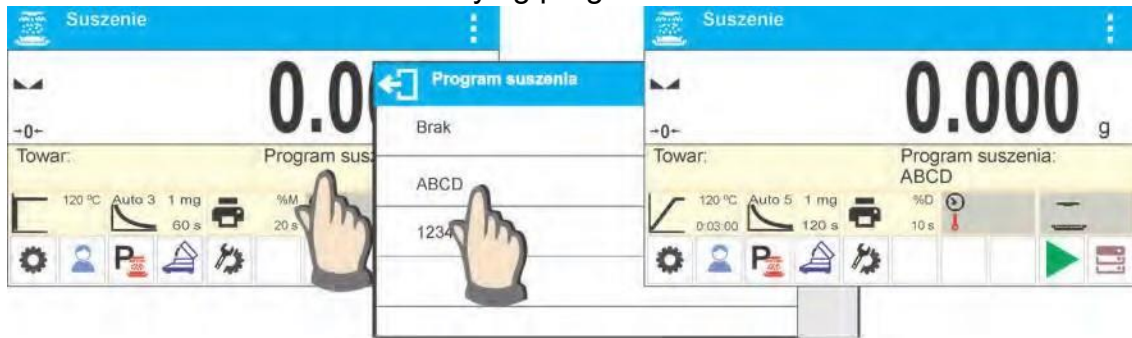 Suszenie
0.0
→0←
Towar:
Program sus
120 °C
Auto 3
1 mg
60 s
%M
20 s
Program suszenia
Brak
ABCD
1234
Suszenie
0.000 g
→0←
Towar:
Program suszenia:
ABCD
120 °C
0:03:00
Auto 5
1 mg
120 s
%D
10 s